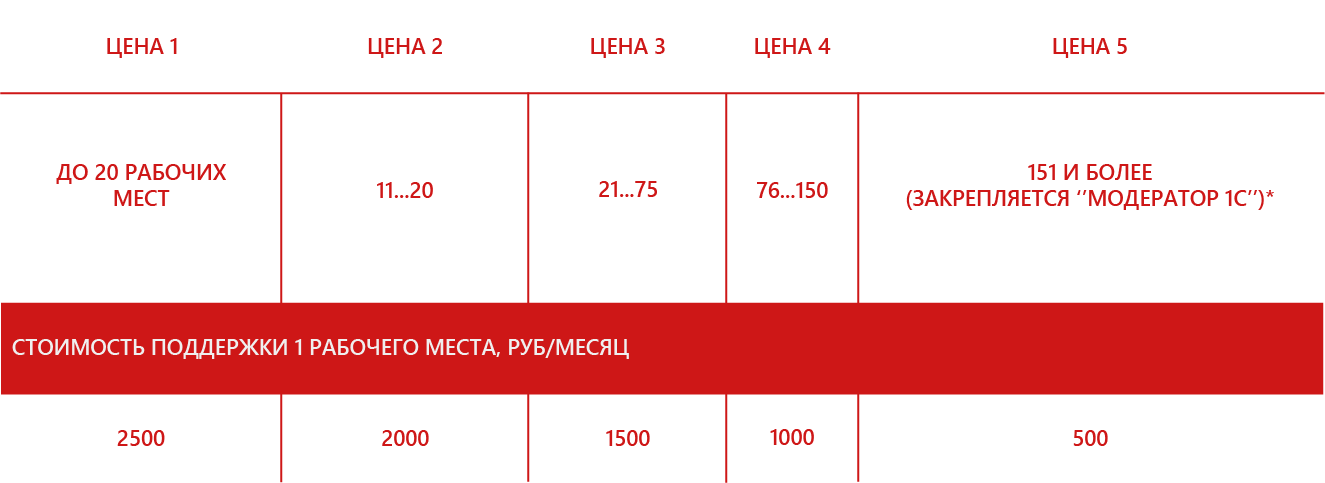 ЦЕНА 1 ЦЕНА 2 ЦЕНА 3 ЦЕНА 4 ЦЕНА 5
ДО 20 РАБОЧИХ
МЕСТ
11...20
21...75
76...150
151 И БОЛЕЕ
(ЗАКРЕПЛЯЕТСЯ ‘‘МОДЕРАТОР 1С’’)*
СТОИМОСТЬ ПОДДЕРЖКИ 1 РАБОЧЕГО МЕСТА, РУБ/МЕСЯЦ
2500 2000 1500 1000 500